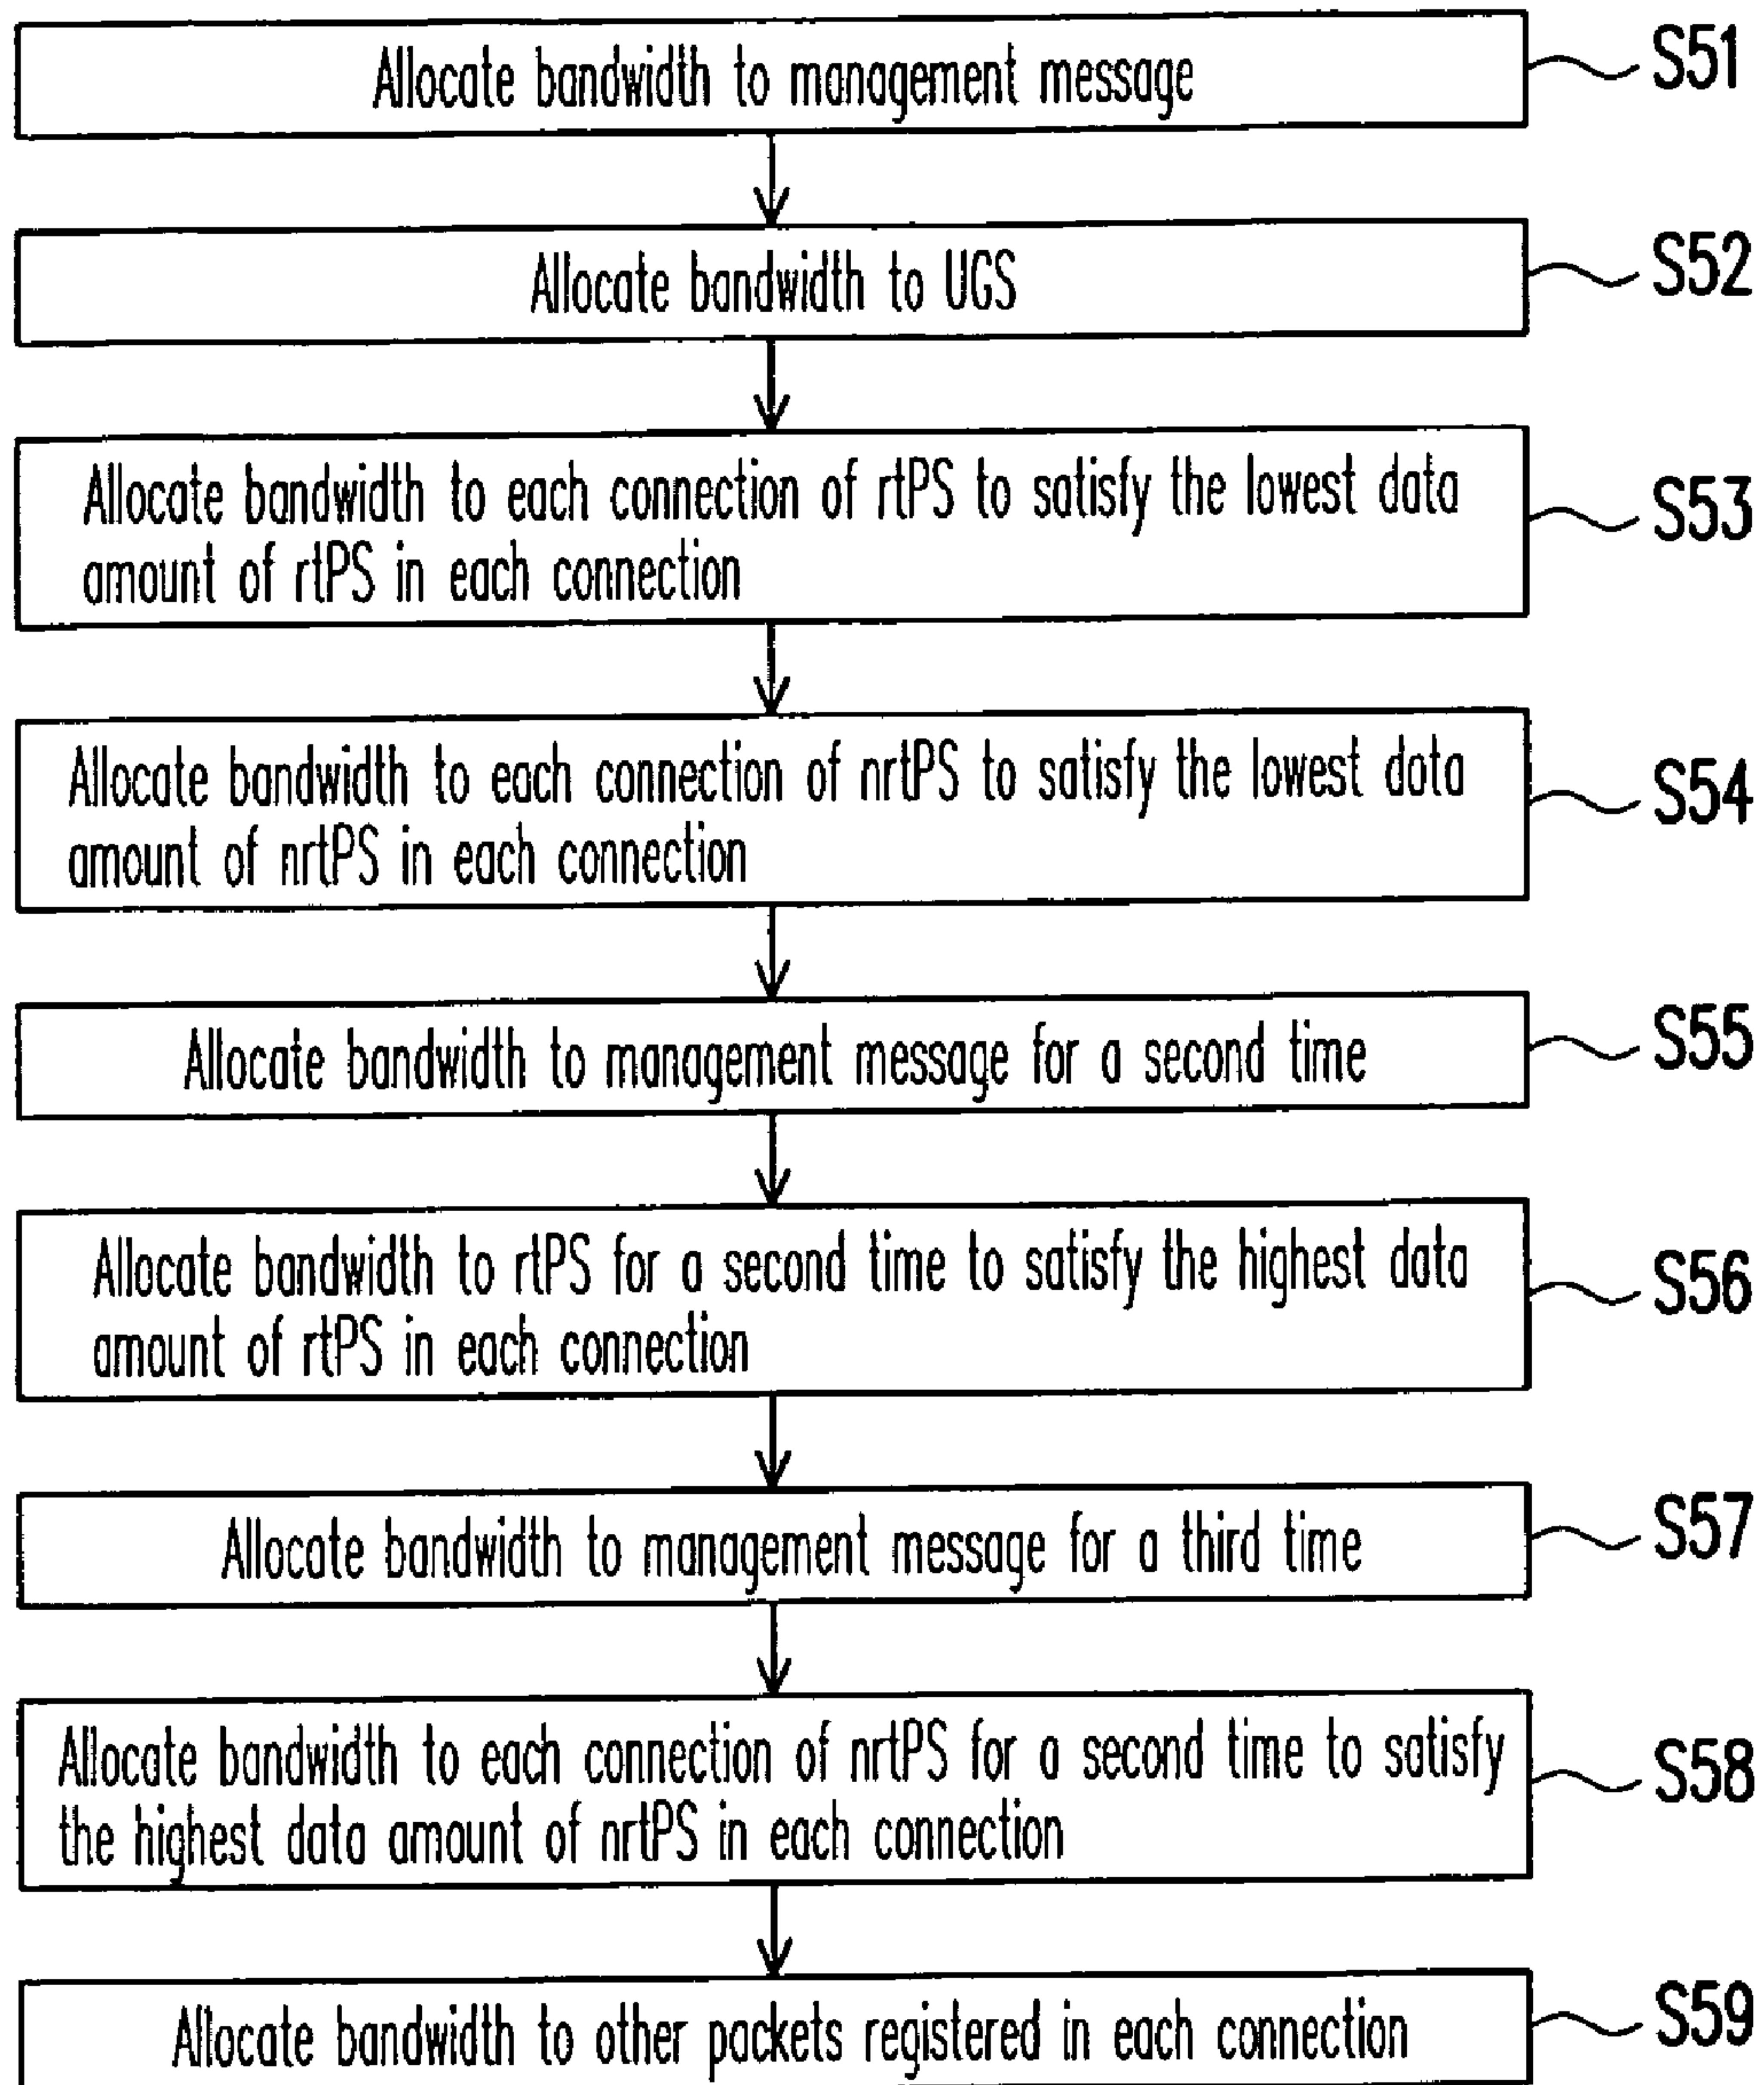 Allocate bandwidth to management message
S51
Allocate bandwidth to UGS
S52
Allocate bandwidth to each connection of rtPS to satisfy the lowest data
amount of rtPS in each connection
S53
Allocate bandwidth to each connection of nrtPS to satisfy the lowest data
amount of nrtPS in each connection
S54
Allocate bandwidth to management message for a second time
S55
Allocate bandwidth to rtPS for a second time to satisfy the highest data
amount of rtPS in each connection
S56
Allocate bandwidth to management message for a third time
S57
Allocate bandwidth to each connection of nrtPS for a second time to satisfy
the highest data amount of nrtPS in each connection
S58
Allocate bandwidth to other packets registered in each connection
S59